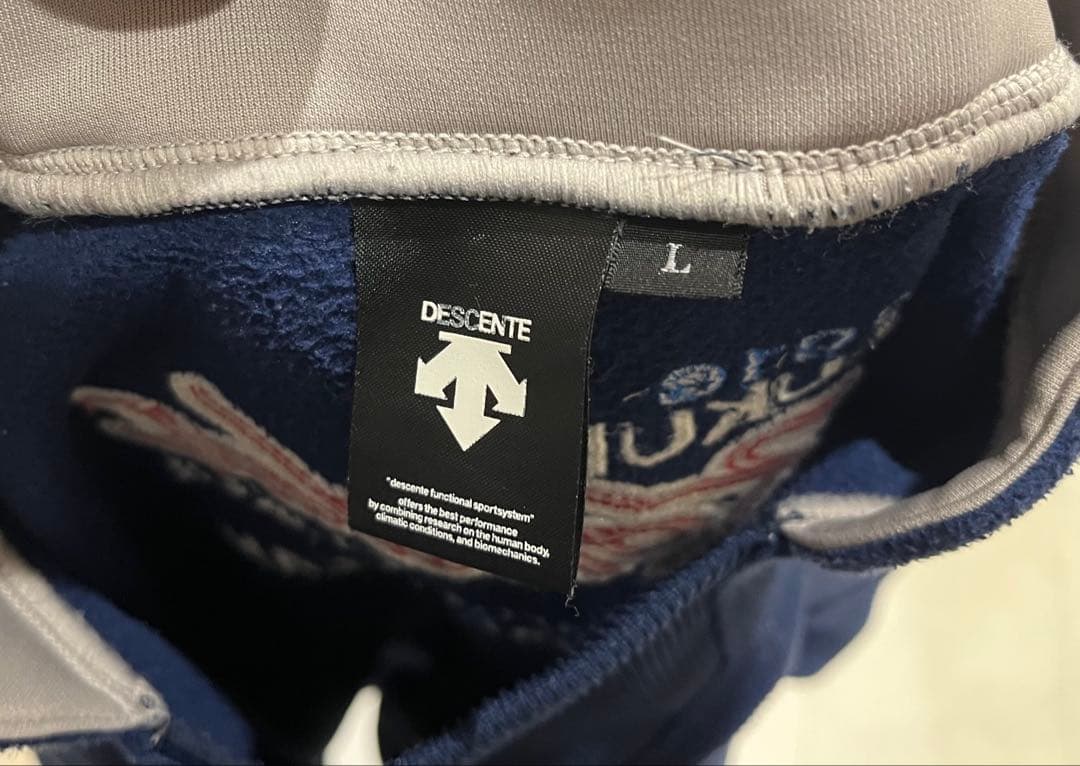 L
DESCENTE
"descente functional sportsystem"
offers the best performance
by combining research on the human body,
climatic conditions, and biomechanics.